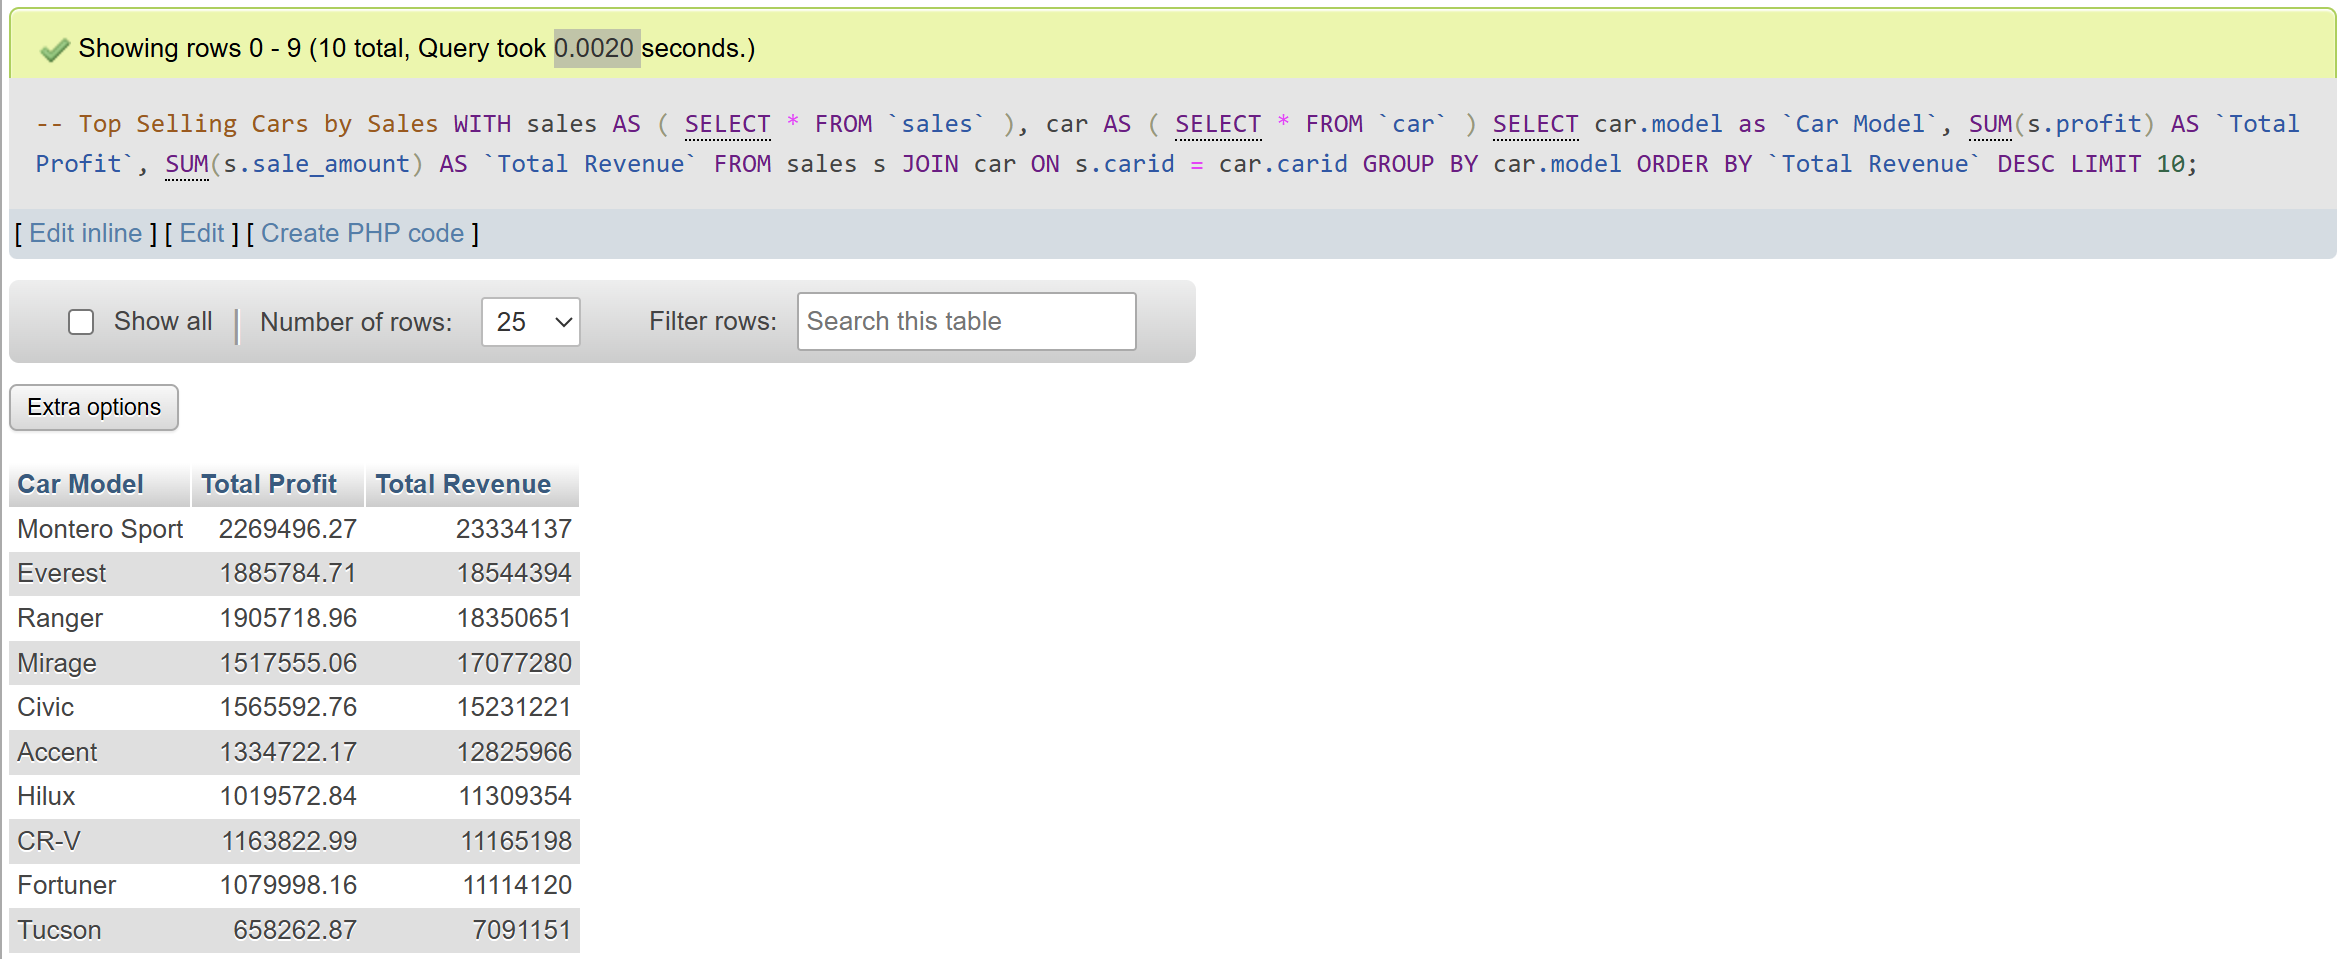 Showing rows 0 - 9 (10 total, Query took 0.0020 seconds.)
-- Top Selling Cars by Sales WITH sales AS ( SELECT * FROM `sales` ), car AS ( SELECT * FROM `car` ) SELECT car.model as `Car Model`, SUM(s.profit) AS `Total
Profit`, SUM(s.sale_amount) AS `Total Revenue` FROM sales s JOIN car ON s.carid = car.carid GROUP BY car.model ORDER BY `Total Revenue` DESC LIMIT 10;
[ Edit inline ] [ Edit ] [ Create PHP code ]
Show all | Number of rows: 25 Filter rows: Search this table
Extra options
Car Model Total Profit Total Revenue
Montero Sport 2269496.27 23334137
Everest 1885784.71 18544394
Ranger 1905718.96 18350651
Mirage 1517555.06 17077280
Civic 1565592.76 15231221
Accent 1334722.17 12825966
Hilux 1019572.84 11309354
CR-V 1163822.99 11165198
Fortuner 1079998.16 11114120
Tucson 658262.87 7091151